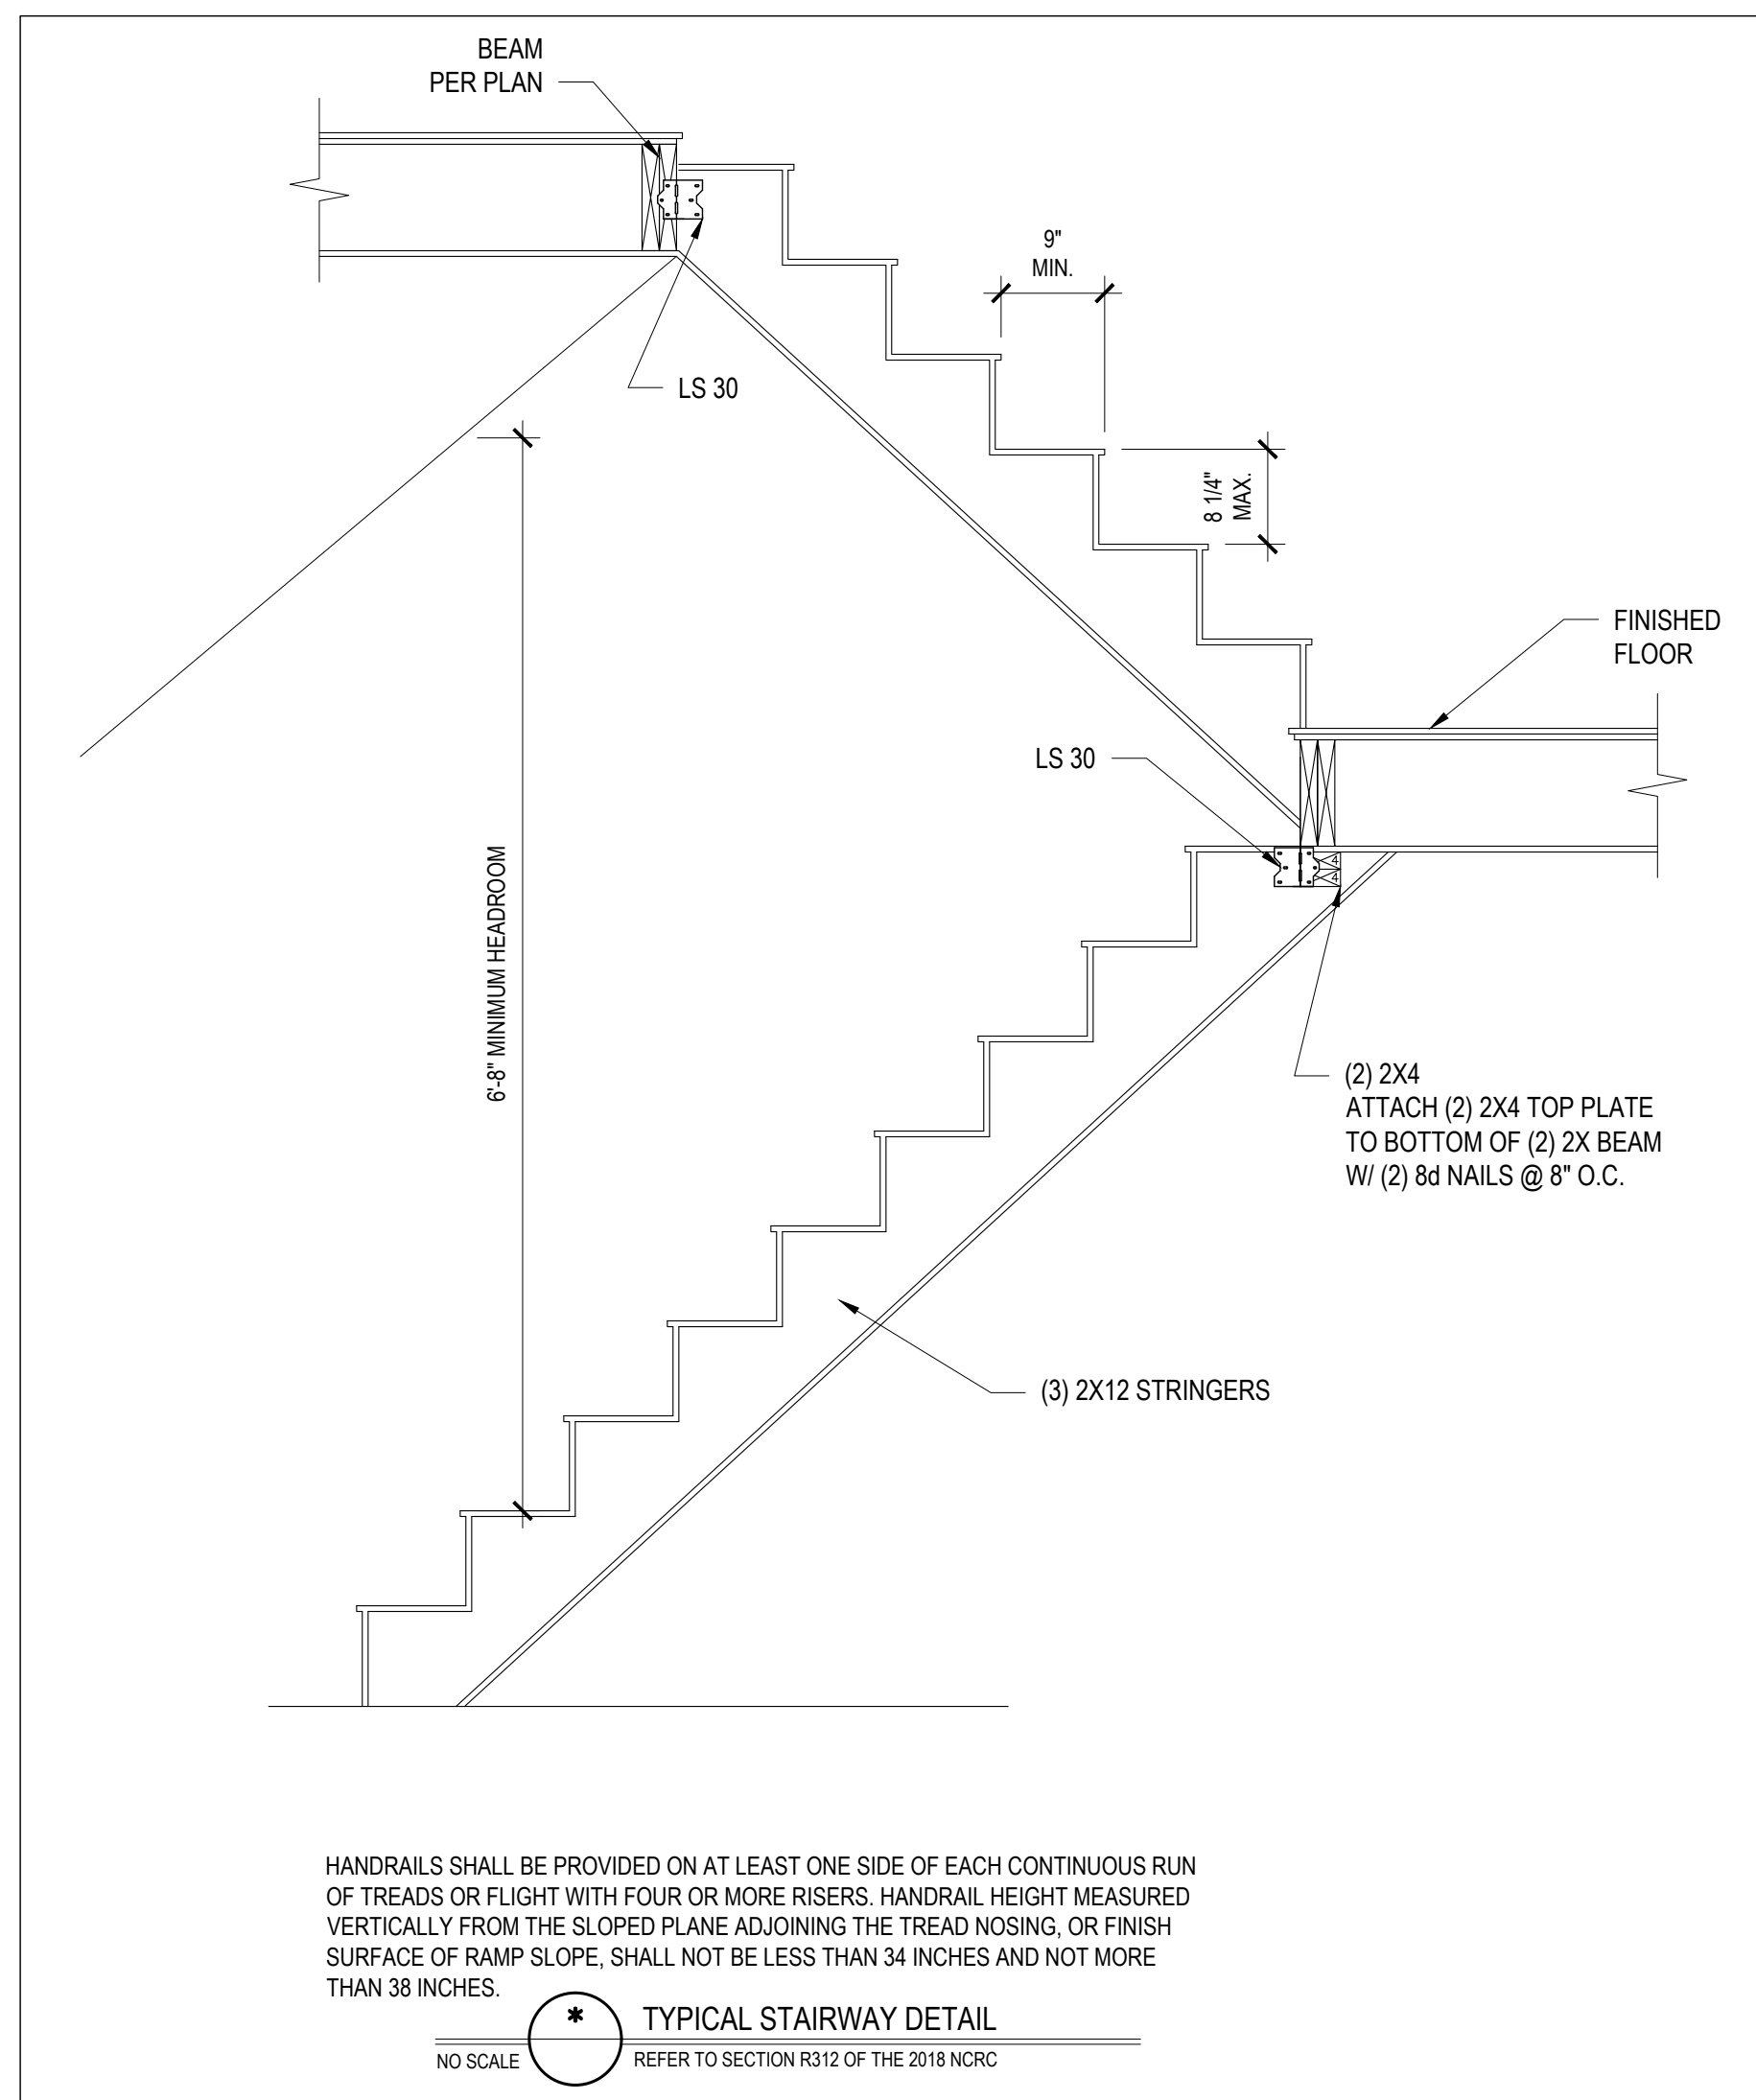 BEAM
PER PLAN
9"
MIN.
LS 30
8 1/4"
MAX.
FINISHED
FLOOR
LS 30
4
4
6'-8" MINIMUM HEADROOM
(2) 2X4
ATTACH (2) 2X4 TOP PLATE
TO BOTTOM OF (2) 2X BEAM
W/ (2) 8d NAILS @ 8" O.C.
(3) 2X12 STRINGERS
HANDRAILS SHALL BE PROVIDED ON AT LEAST ONE SIDE OF EACH CONTINUOUS RUN
OF TREADS OR FLIGHT WITH FOUR OR MORE RISERS. HANDRAIL HEIGHT MEASURED
VERTICALLY FROM THE SLOPED PLANE ADJOINING THE TREAD NOSING, OR FINISH
SURFACE OF RAMP SLOPE, SHALL NOT BE LESS THAN 34 INCHES AND NOT MORE
THAN 38 INCHES.
*
TYPICAL STAIRWAY DETAIL
NO SCALE
REFER TO SECTION R312 OF THE 2018 NCRC